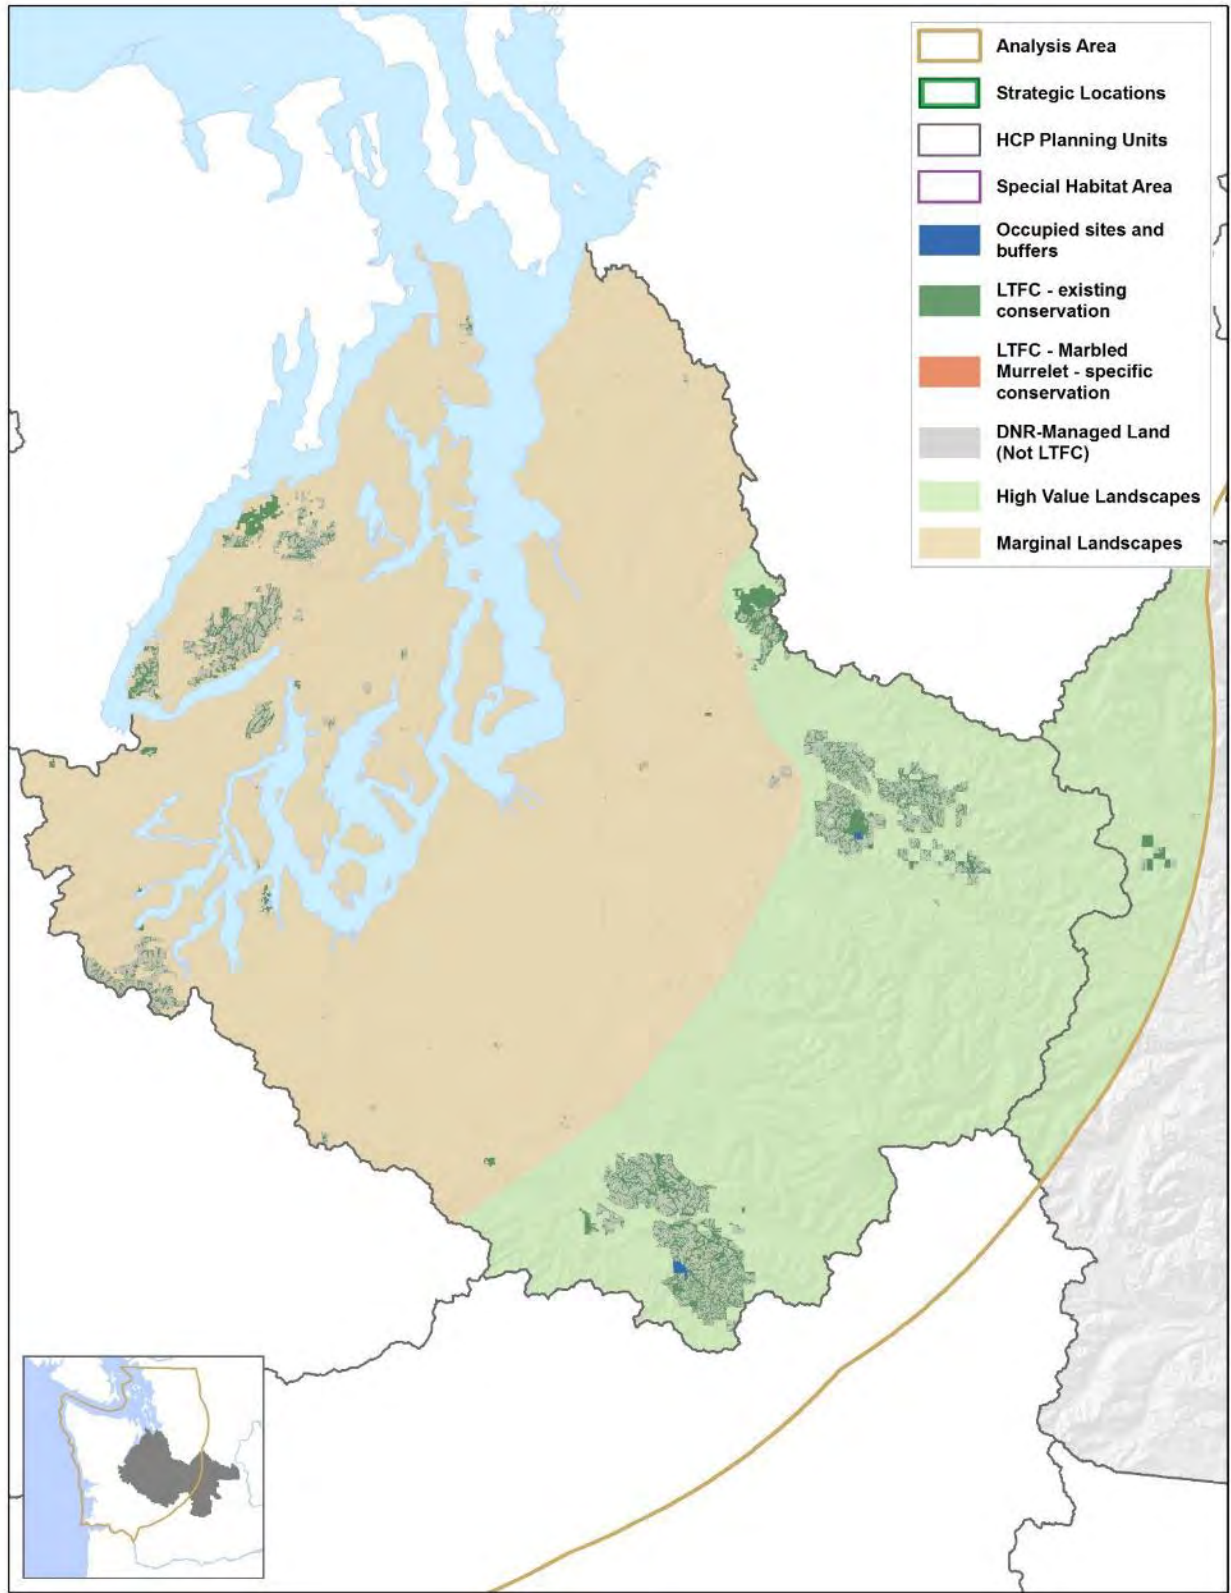 Analysis Area
Strategic Locations
HCP Planning Units
Special Habitat Area
Occupied sites and
buffers
LTFC - existing
conservation
LTFC - Marbled
Murrelet - specific
conservation
DNR-Managed Land
(Not LTFC)
High Value Landscapes
Marginal Landscapes